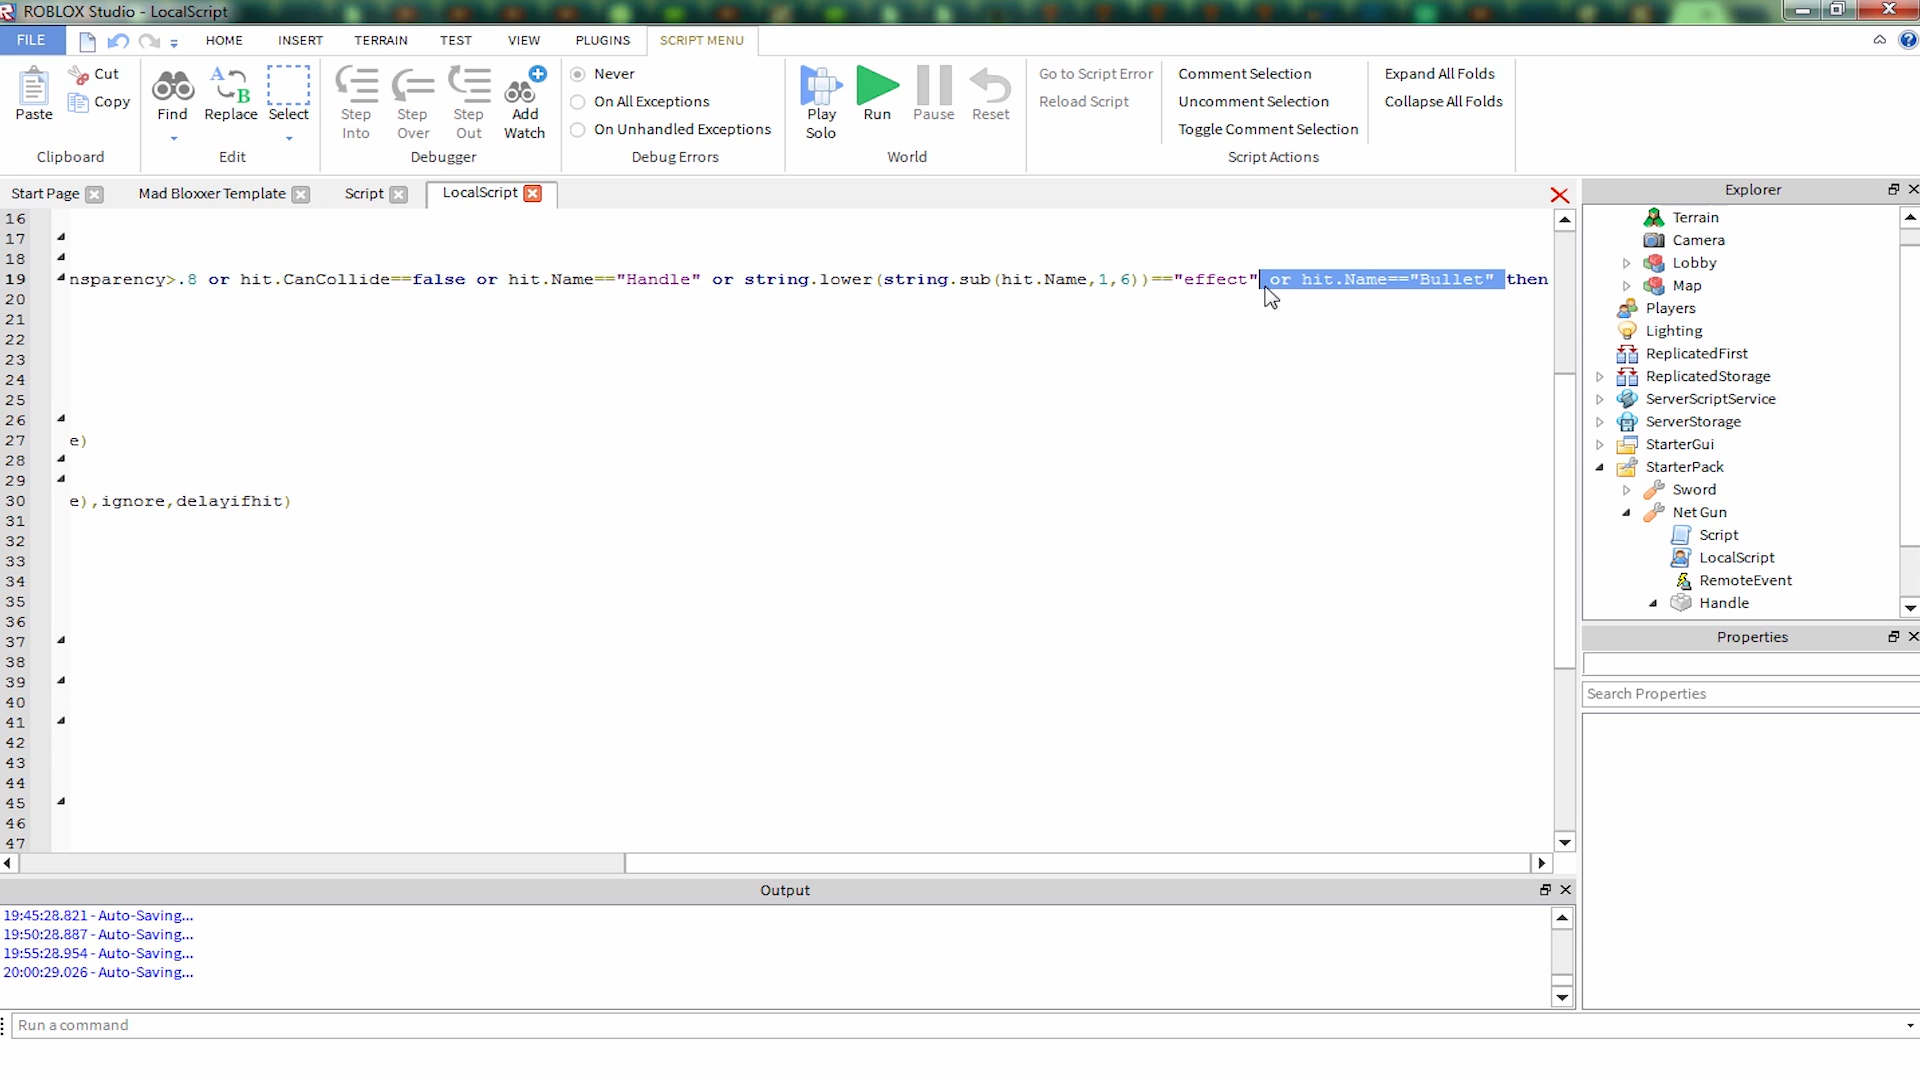 ROBLOX Studio - LocalScript
FILE HOME INSERT TERRAIN TEST VIEW PLUGINS SCRIPT MENU
Paste Cut Copy Find Replace Select Step Into Step Over Step Out Add Watch
Never
On All Exceptions
On Unhandled Exceptions
Play Solo Run Pause Reset
Go to Script Error
Reload Script
Comment Selection
Uncomment Selection
Toggle Comment Selection
Expand All Folds
Collapse All Folds
Clipboard Edit Debugger Debug Errors World Script Actions
Start Page Mad Bloxxer Template Script LocalScript
16
17
18
19 nsparency>.8 or hit.CanCollide==false or hit.Name=="Handle" or string.lower(string.sub(hit.Name,1,6))=="effect" or hit.Name=="Bullet" then
20
21
22
23
24
25
26
27 e)
28
29
30 e),ignore,delayifhit)
31
32
33
34
35
36
37
38
39
40
41
42
43
44
45
46
47
Explorer
Terrain
Camera
Lobby
Map
Players
Lighting
ReplicatedFirst
ReplicatedStorage
ServerScriptService
ServerStorage
StarterGui
StarterPack
Sword
Net Gun
Script
LocalScript
RemoteEvent
Handle
Properties
Search Properties
Output
19:45:28.821 - Auto-Saving...
19:50:28.887 - Auto-Saving...
19:55:28.954 - Auto-Saving...
20:00:29.026 - Auto-Saving...
Run a command